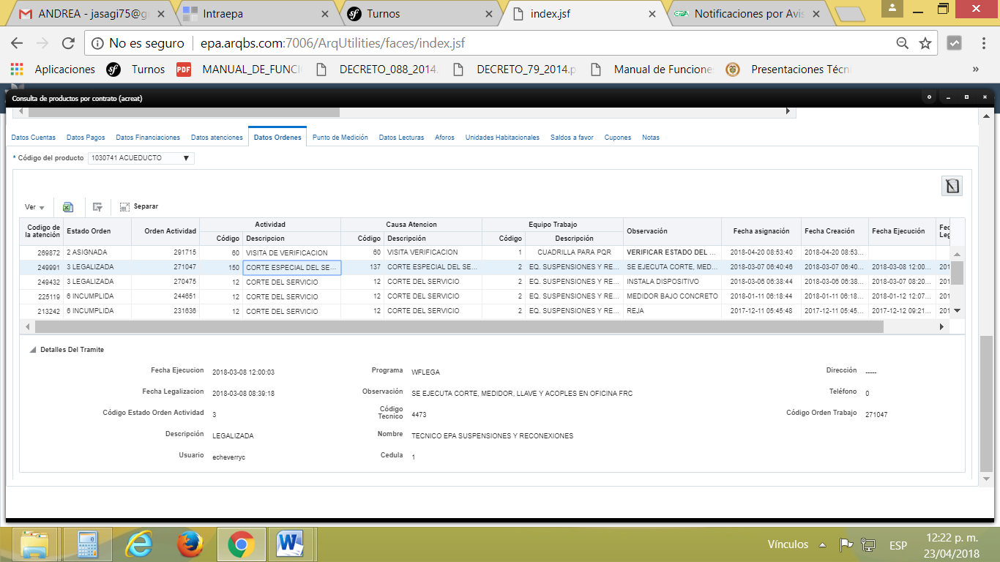 ANDREA - jasagi75@g
Intraepa
Turnos
index.jsf
Notificaciones por Avis
No es seguro
epa.arqbs.com:7006/ArqUtilities/faces/index.jsf
Aplicaciones
Turnos
PDF
MANUAL_DE_FUNCI
DECRETO_088_2014.
DECRETO_79_2014.p
Manual de Funcione
Presentaciones Técni
»
Consulta de productos por contrato (acreat)
Datos Cuentas Datos Pagos Datos Financiaciones Datos atenciones Datos Ordenes Punto de Medición Datos Lecturas Aforos Unidades Habitacionales Saldos a favor Cupones Notas
* Código del producto 1030741 ACUEDUCTO
Ver Separar
Codigo de la atención Estado Orden Orden Actividad Actividad Causa Atencion Equipo Trabajo Observación Fecha asignación Fecha Creación Fecha Ejecución Fec Leg
Código Descripcion Código Descripción Código Descripción
269872 2 ASIGNADA 291715 60 VISITA DE VERIFICACION 60 VISITA VERIFICACION 1 CUADRILLA PARA PQR VERIFICAR ESTADO DEL ... 2018-04-20 08:53:40 2018-04-20 08:53...
249991 3 LEGALIZADA 271047 150 CORTE ESPECIAL DEL SE... 137 CORTE ESPECIAL DEL SE... 2 EQ. SUSPENSIONES Y RE... SE EJECUTA CORTE, MED... 2018-03-07 06:40:46 2018-03-07 06:40... 2018-03-08 12:00... 201
249432 3 LEGALIZADA 270475 12 CORTE DEL SERVICIO 12 CORTE DEL SERVICIO 2 EQ. SUSPENSIONES Y RE... INSTALA DISPOSITIVO 2018-03-06 06:38:44 2018-03-06 06:38... 2018-03-07 08:20... 201
225119 6 INCUMPLIDA 244651 12 CORTE DEL SERVICIO 12 CORTE DEL SERVICIO 2 EQ. SUSPENSIONES Y RE... MEDIDOR BAJO CONCRETO 2018-01-11 06:18:44 2018-01-11 06:18... 2018-01-12 12:07... 201
213242 6 INCUMPLIDA 231636 12 CORTE DEL SERVICIO 12 CORTE DEL SERVICIO 2 EQ. SUSPENSIONES Y RE... REJA 2017-12-11 05:45:48 2017-12-11 05:45... 2017-12-12 09:21... 201
Detalles Del Tramite
Fecha Ejecucion 2018-03-08 12:00:03 Programa WFLEGA Dirección -----
Fecha Legalizacion 2018-03-08 08:39:18 Observación SE EJECUTA CORTE, MEDIDOR, LLAVE Y ACOPLES EN OFICINA FRC Teléfono 0
Código Estado Orden Actividad 3 Código Tecnico 4473 Código Orden Trabajo 271047
Descripción LEGALIZADA Nombre TECNICO EPA SUSPENSIONES Y RECONEXIONES
Usuario echeverryc Cedula 1
Vínculos ESP 12:22 p. m.
23/04/2018